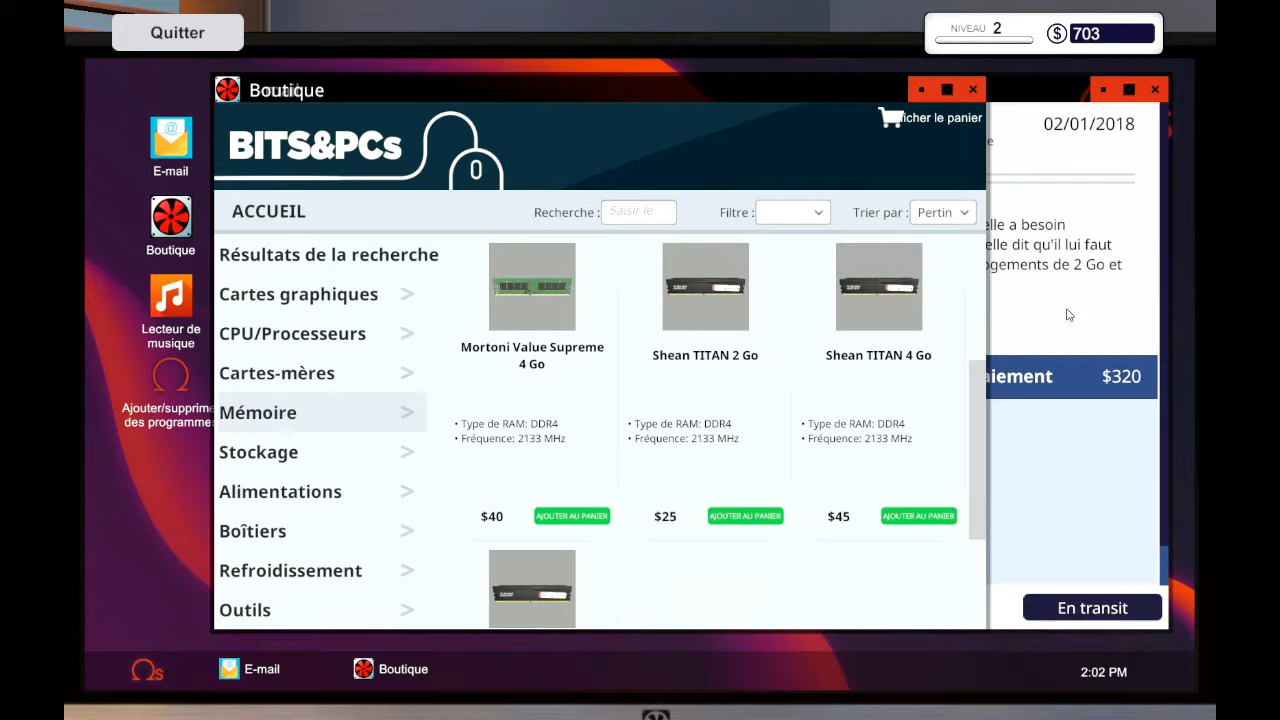 Quitter
NIVEAU 2
$ 703
Boutique
BITS&PCs
icher le panier
02/01/2018
e
ACCUEIL
Recherche : Saisir le
Filtre :
Trier par : Pertin
elle a besoin
elle dit qu'il lui faut
ogements de 2 Go et
E-mail
Boutique
Lecteur de
musique
Ajouter/supprime
des programme
Résultats de la recherche
Cartes graphiques >
CPU/Processeurs >
Cartes-mères >
Mémoire >
Stockage >
Alimentations >
Boîtiers >
Refroidissement >
Outils >
Mortoni Value Supreme
4 Go
• Type de RAM: DDR4
• Fréquence: 2133 MHz
$40 AJOUTER AU PANIER
Shean TITAN 2 Go
• Type de RAM: DDR4
• Fréquence: 2133 MHz
$25 AJOUTER AU PANIER
Shean TITAN 4 Go
• Type de RAM: DDR4
• Fréquence: 2133 MHz
$45 AJOUTER AU PANIER
aiement $320
En transit
Ωs
E-mail
Boutique
2:02 PM